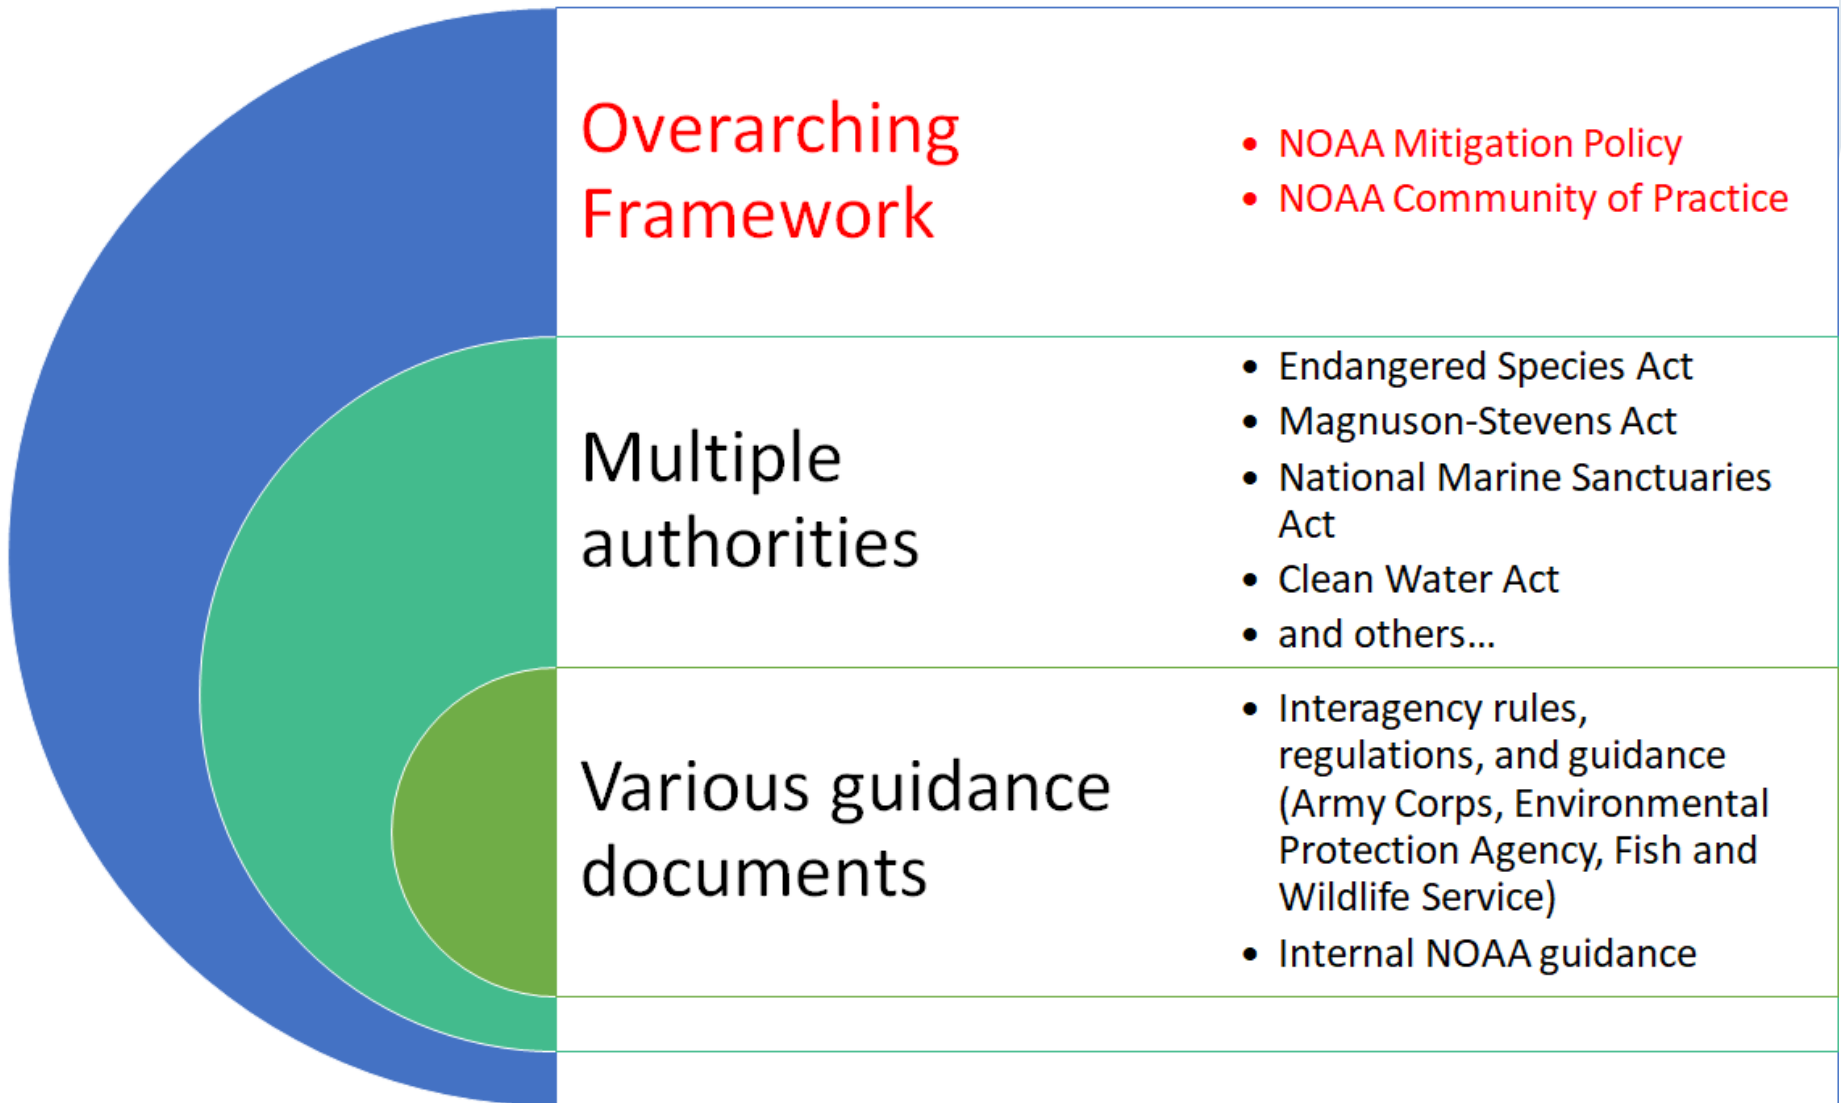 Overarching
Framework
• NOAA Mitigation Policy
• NOAA Community of Practice
Multiple
authorities
• Endangered Species Act
• Magnuson-Stevens Act
• National Marine Sanctuaries
Act
• Clean Water Act
• and others...
Various guidance
documents
• Interagency rules,
regulations, and guidance
(Army Corps, Environmental
Protection Agency, Fish and
Wildlife Service)
• Internal NOAA guidance